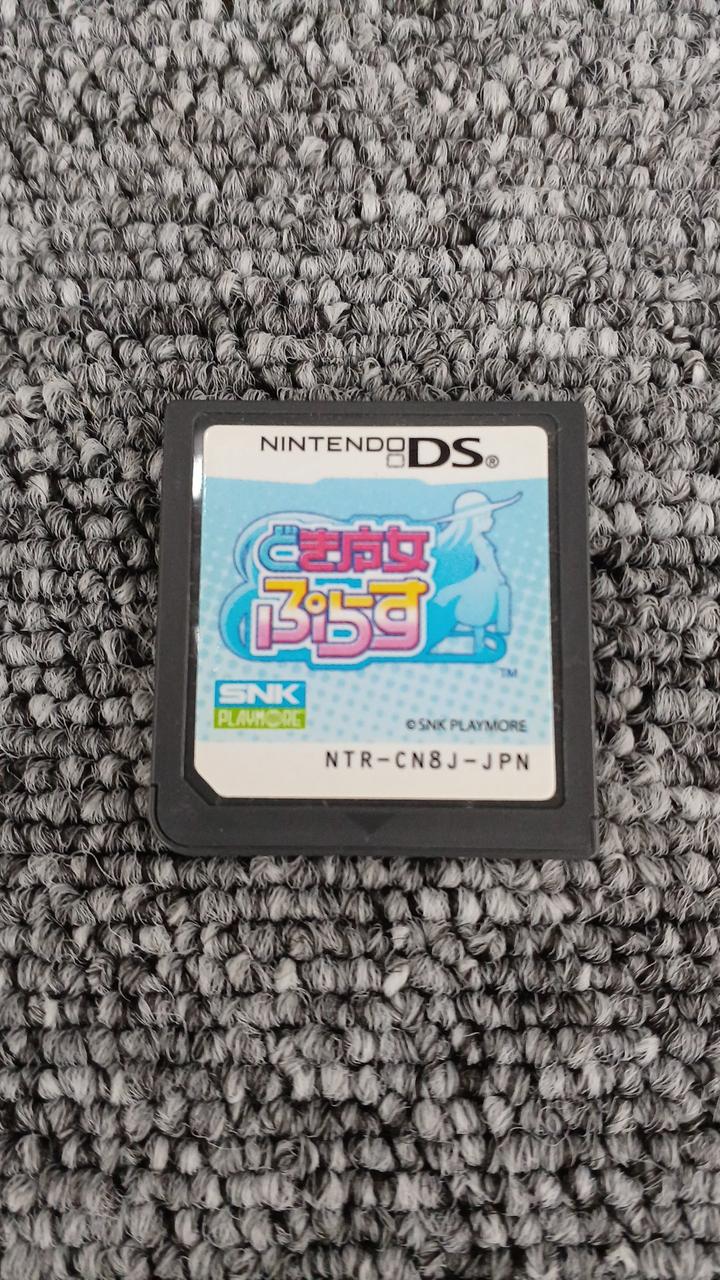 NINTENDO DS®
どき魔女
ぷらす
TM
SNK
PLAYMORE
©SNK PLAYMORE
NTR-CN8J-JPN